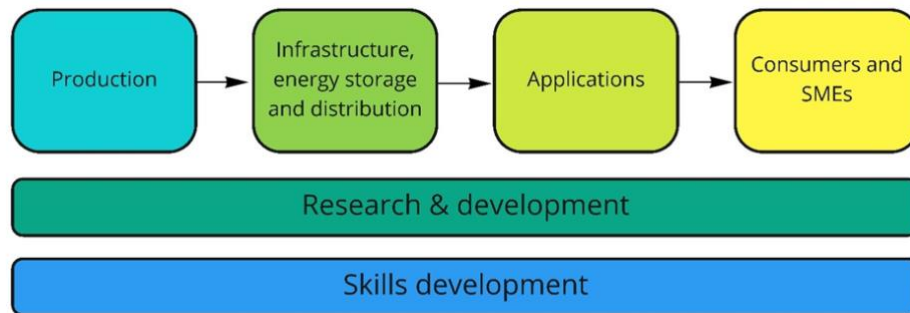 Production
Infrastructure,
energy storage
and distribution
Applications
Consumers and
SMEs
Research & development
Skills development